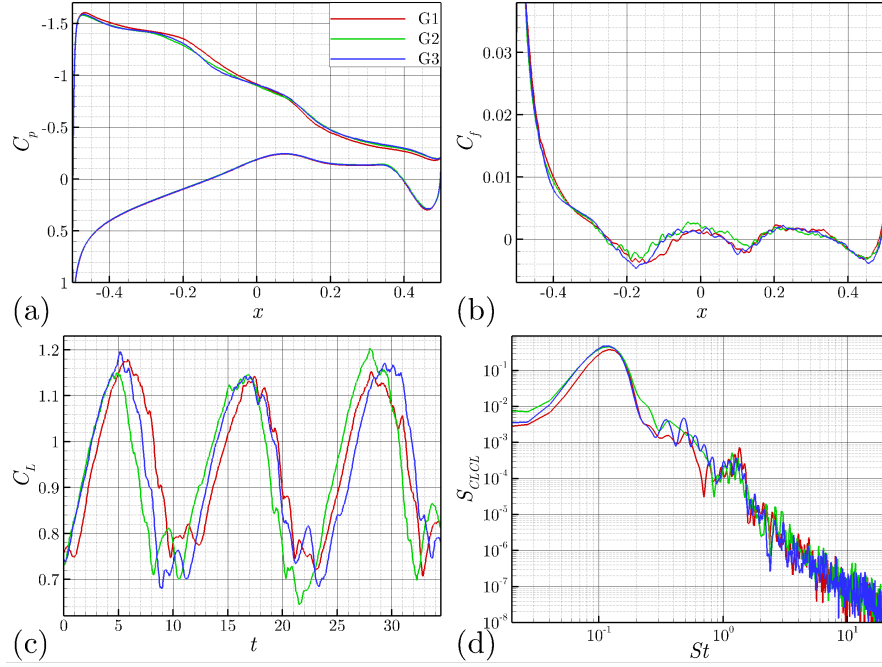 -1.5
-1
-0.5
0
0.5
1
C_p
-0.4
-0.2
0
0.2
0.4
x
(a)
G1
G2
G3
0.03
0.02
0.01
0
C_f
-0.4
-0.2
0
0.2
0.4
x
(b)
1.2
1.1
1
0.9
0.8
0.7
C_L
0
5
10
15
20
25
30
t
(c)
10^-1
10^-2
10^-3
10^-4
10^-5
10^-6
10^-7
10^-8
S_CLCL
10^-1
10^0
10^1
St
(d)